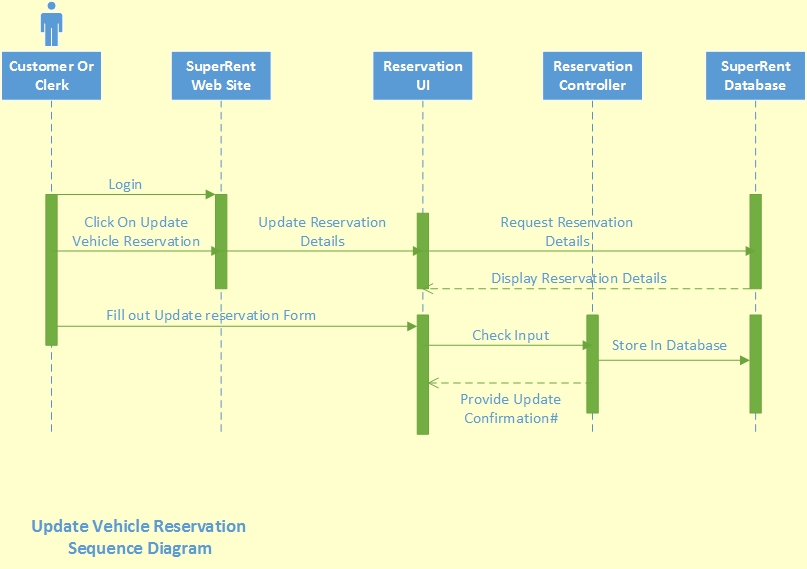 Customer Or
Clerk
SuperRent
Web Site
Reservation
UI
Reservation
Controller
SuperRent
Database
Login
Click On Update
Vehicle Reservation
Update Reservation
Details
Request Reservation
Details
Display Reservation Details
Fill out Update reservation Form
Check Input
Store In Database
Provide Update
Confirmation#
Update Vehicle Reservation
Sequence Diagram